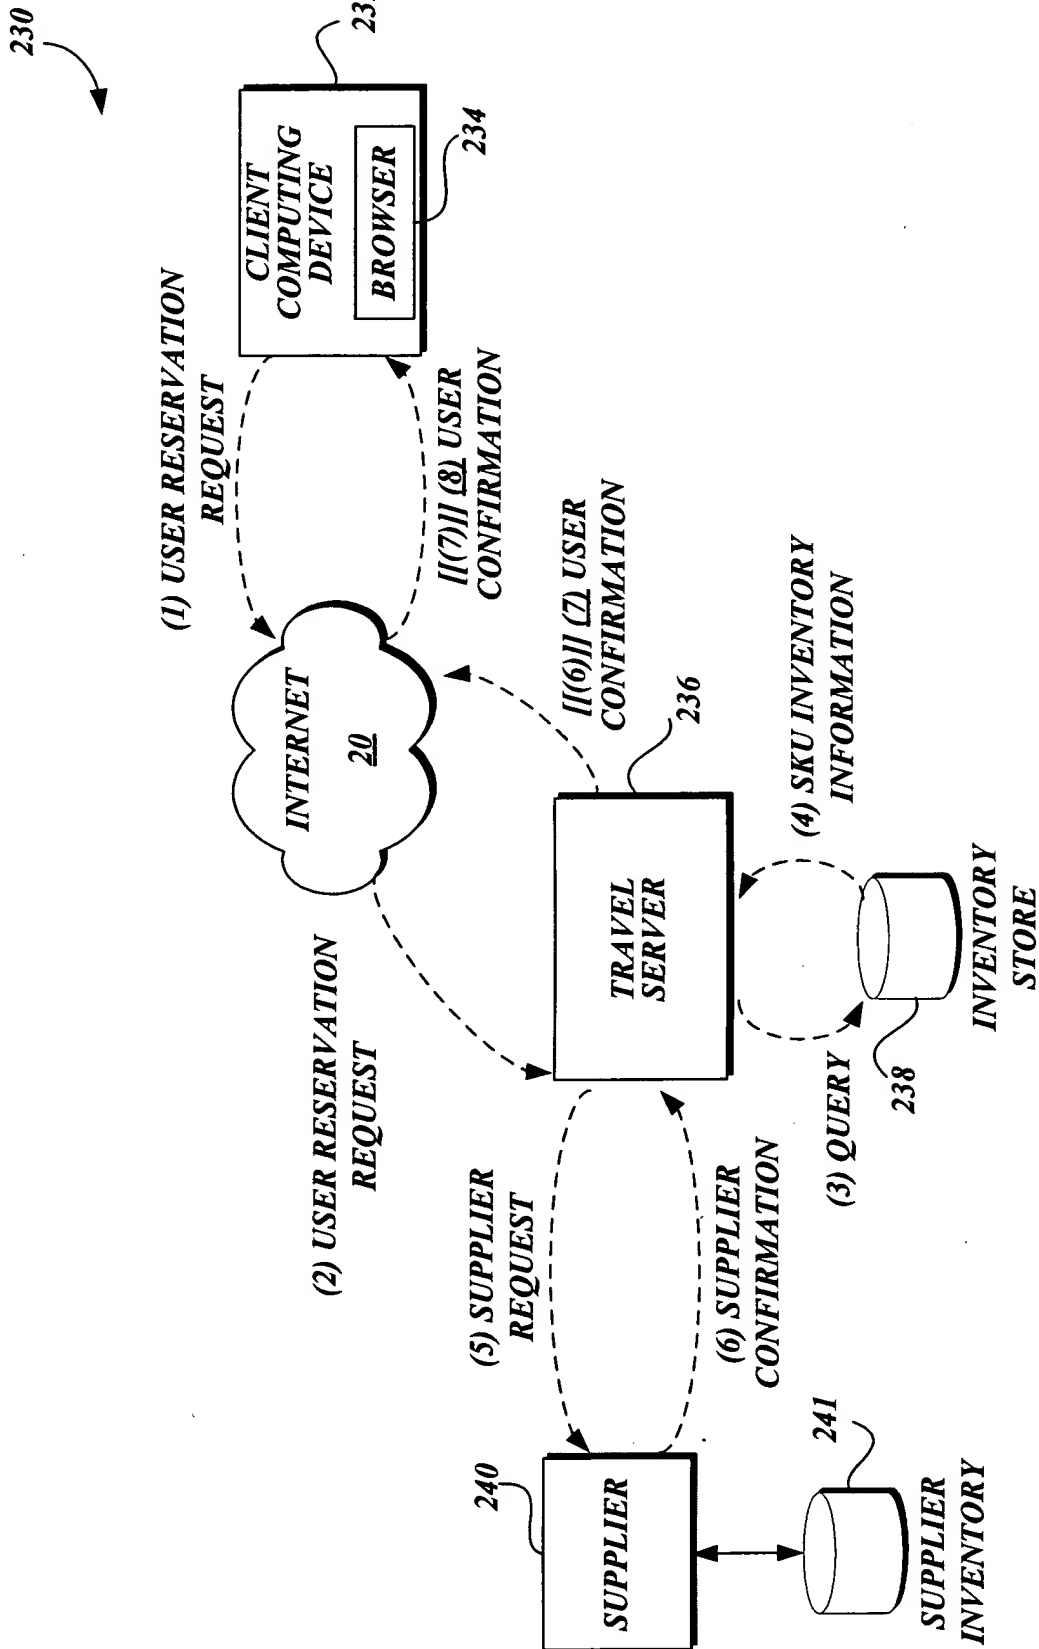 230
CLIENT
COMPUTING
DEVICE
BROWSER
234
(1) USER RESERVATION
REQUEST
[[(7)]] (8) USER
CONFIRMATION
INTERNET
20
[[(6)]] (7) USER
CONFIRMATION
(2) USER RESERVATION
REQUEST
TRAVEL
SERVER
236
(4) SKU INVENTORY
INFORMATION
(3) QUERY
238
INVENTORY
STORE
(5) SUPPLIER
REQUEST
(6) SUPPLIER
CONFIRMATION
240
SUPPLIER
241
SUPPLIER
INVENTORY